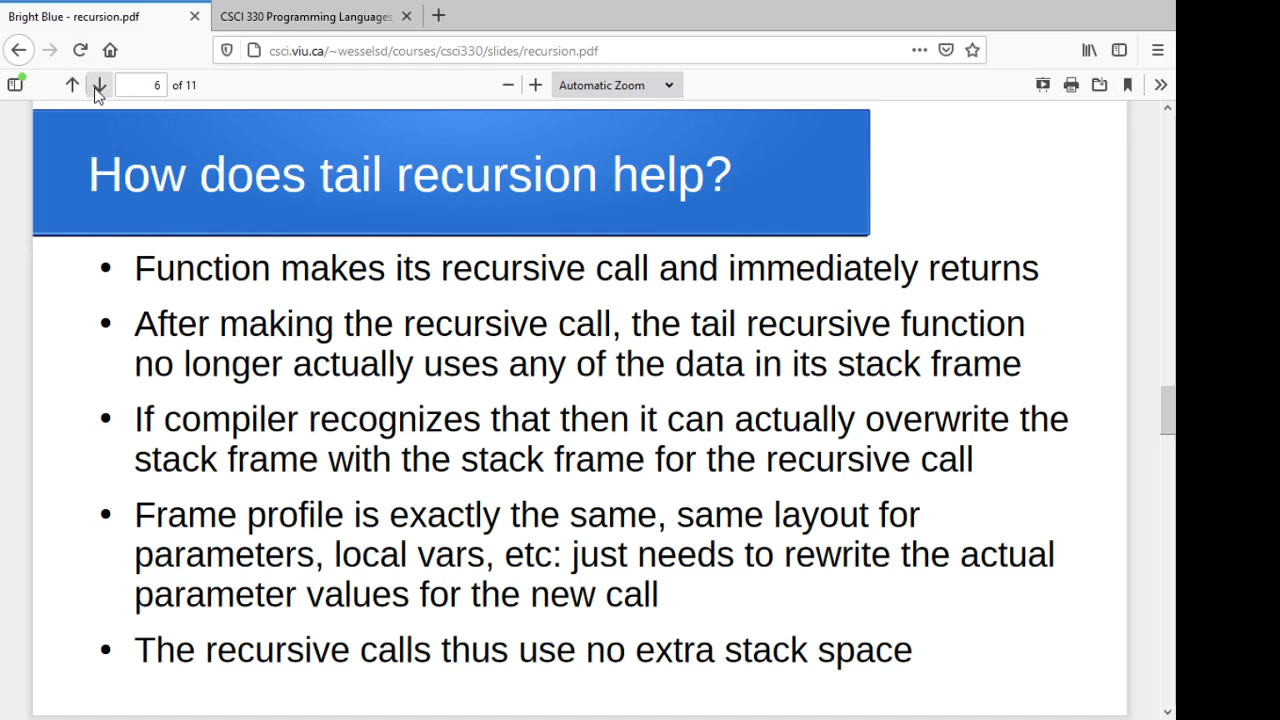 Bright Blue - recursion.pdf
CSCI 330 Programming Languages,
csci.viu.ca/~wesselsd/courses/csci330/slides/recursion.pdf
6 of 11
Automatic Zoom
How does tail recursion help?
• Function makes its recursive call and immediately returns
• After making the recursive call, the tail recursive function
no longer actually uses any of the data in its stack frame
• If compiler recognizes that then it can actually overwrite the
stack frame with the stack frame for the recursive call
• Frame profile is exactly the same, same layout for
parameters, local vars, etc: just needs to rewrite the actual
parameter values for the new call
• The recursive calls thus use no extra stack space